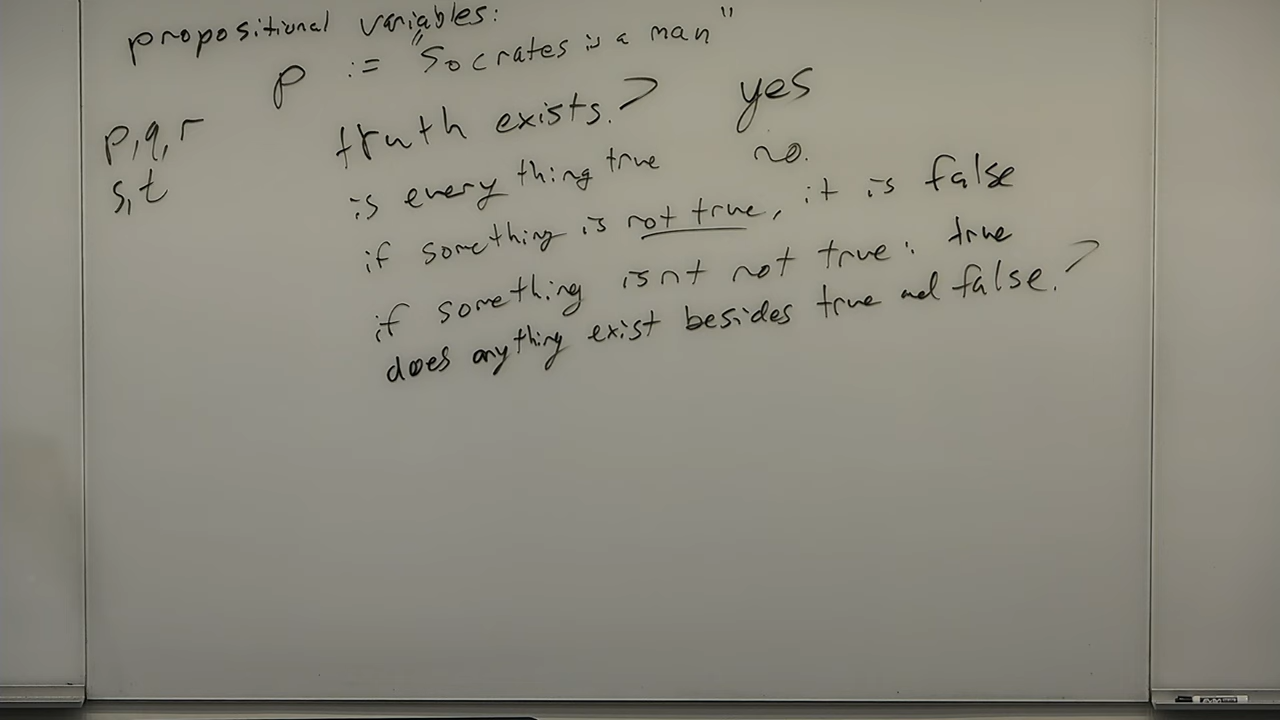 propositional variables:
p := "Socrates is a man"
p, q, r
s, t
truth exists? yes
is every thing true no.
if something is not true, it is false
if something isnt not true: true
does anything exist besides true and false?